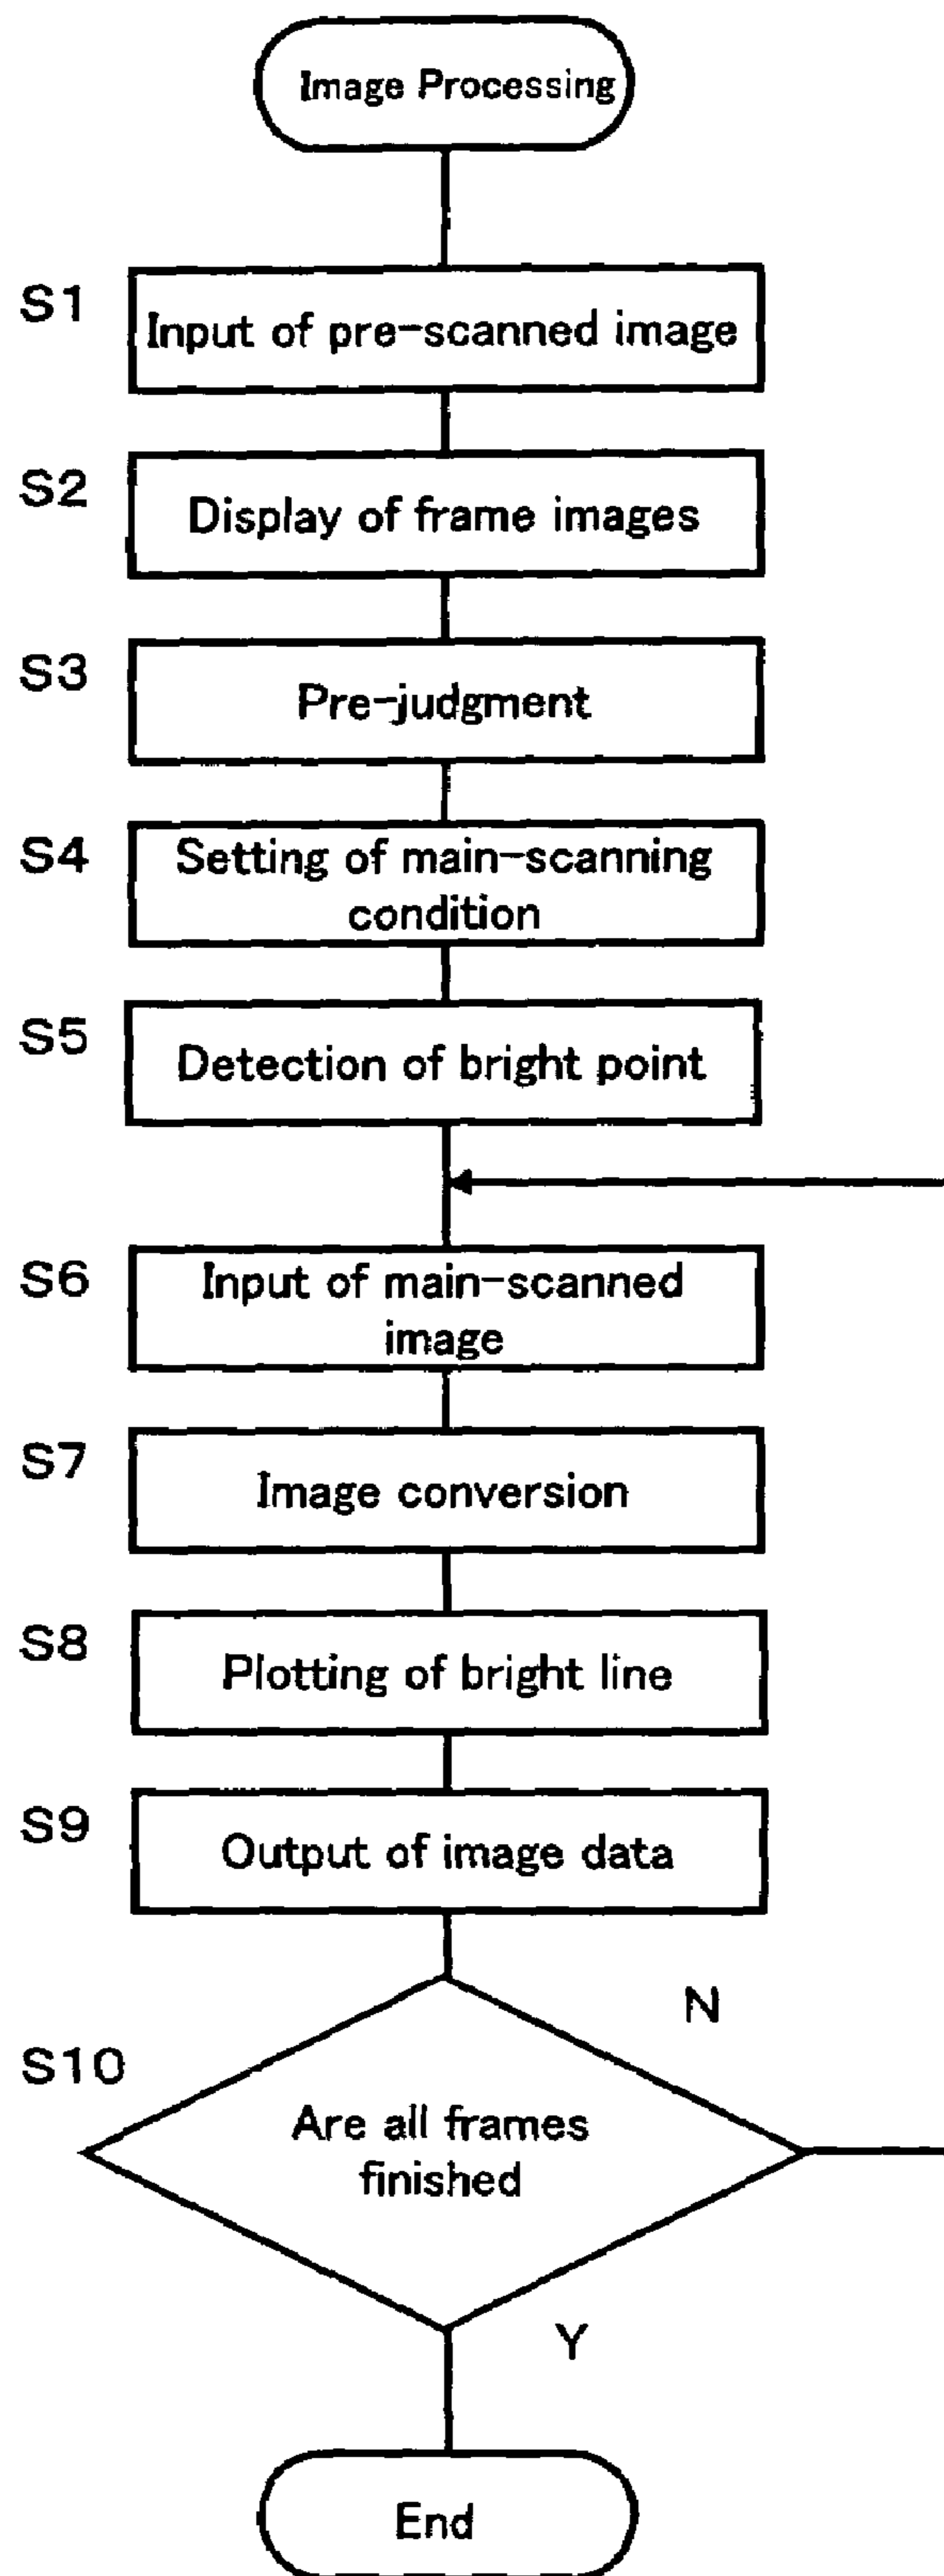 Image Processing
S1
Input of pre-scanned image
S2
Display of frame images
S3
Pre-judgment
S4
Setting of main-scanning
condition
S5
Detection of bright point
S6
Input of main-scanned
image
S7
Image conversion
S8
Plotting of bright line
S9
Output of image data
N
S10
Are all frames
finished
Y
End